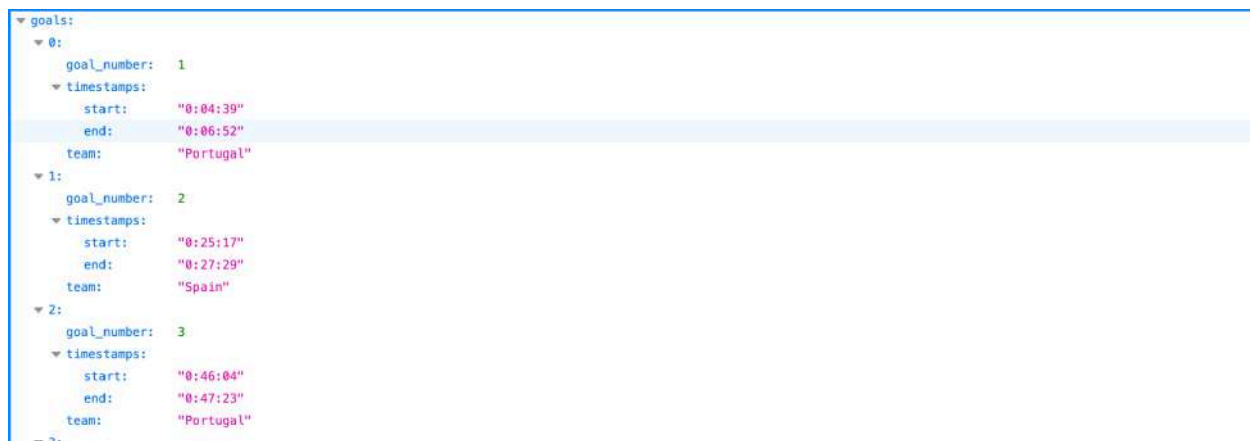 goals:
0:
goal_number: 1
timestamps:
start: "0:04:39"
end: "0:06:52"
team: "Portugal"
1:
goal_number: 2
timestamps:
start: "0:25:17"
end: "0:27:29"
team: "Spain"
2:
goal_number: 3
timestamps:
start: "0:46:04"
end: "0:47:23"
team: "Portugal"